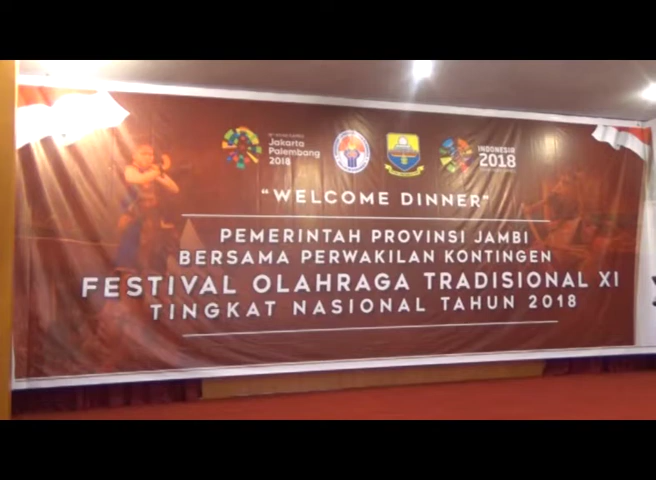 Jakarta
Palembang
2018
INDONESIA
2018
"WELCOME DINNER"
PEMERINTAH PROVINSI JAMBI
BERSAMA PERWAKILAN KONTINGEN
FESTIVAL OLAHRAGA TRADISIONAL XI
TINGKAT NASIONAL TAHUN 2018